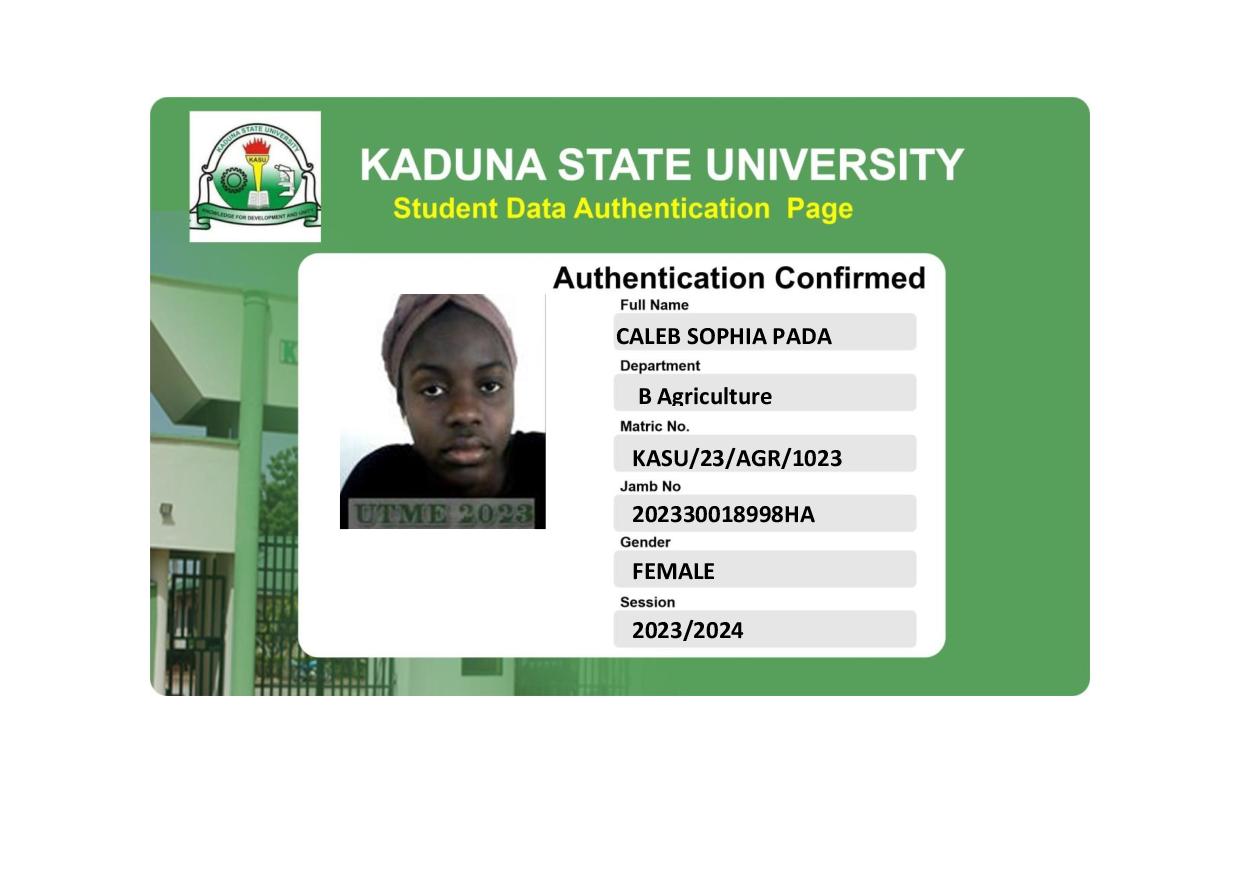 KADUNA STATE UNIVERSITY
KASU
KNOWLEDGE FOR DEVELOPMENT AND UNITY
KADUNA STATE UNIVERSITY
Student Data Authentication Page
Authentication Confirmed
Full Name
CALEB SOPHIA PADA
Department
B Agriculture
Matric No.
KASU/23/AGR/1023
Jamb No
202330018998HA
Gender
FEMALE
Session
2023/2024
UTME 2023
K